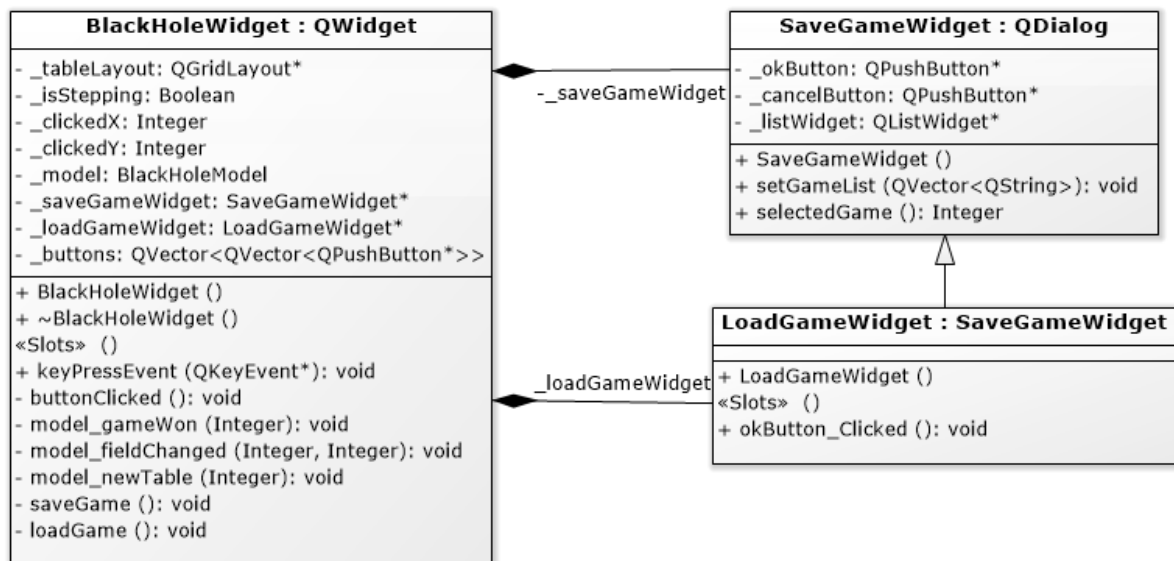 BlackHoleWidget : QWidget
- _tableLayout: QGridLayout*
- _isStepping: Boolean
- _clickedX: Integer
- _clickedY: Integer
- _model: BlackHoleModel
- _saveGameWidget: SaveGameWidget*
- _loadGameWidget: LoadGameWidget*
- _buttons: QVector<QVector<QPushButton*>>
+ BlackHoleWidget ()
+ ~BlackHoleWidget ()
«Slots» ()
+ keyPressEvent (QKeyEvent*): void
- buttonClicked (): void
- model_gameWon (Integer): void
- model_fieldChanged (Integer, Integer): void
- model_newTable (Integer): void
- saveGame (): void
- loadGame (): void
-_saveGameWidget
_loadGameWidget
SaveGameWidget : QDialog
- _okButton: QPushButton*
- _cancelButton: QPushButton*
- _listWidget: QListWidget*
+ SaveGameWidget ()
+ setGameList (QVector<QString>): void
+ selectedGame (): Integer
LoadGameWidget : SaveGameWidget
+ LoadGameWidget ()
«Slots» ()
+ okButton_Clicked (): void